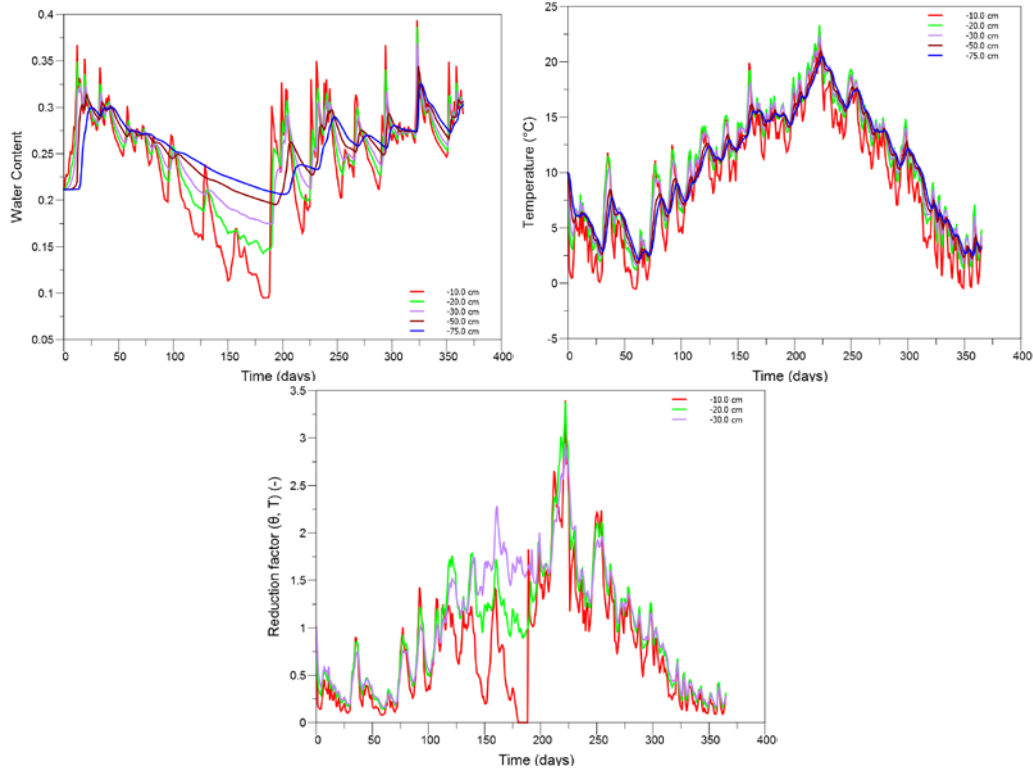 0.4
0.35
0.3
0.25
0.2
0.15
0.1
0.05
Water Content
0 50 100 150 200 250 300 350 400
Time (days)
-10.0 cm
-20.0 cm
-30.0 cm
-50.0 cm
-75.0 cm
25
20
15
10
5
0
-5
Temperature (°C)
0 50 100 150 200 250 300 350 400
Time (days)
-10.0 cm
-20.0 cm
-30.0 cm
-50.0 cm
-75.0 cm
3.5
3
2.5
2
1.5
1
0.5
0
Reduction factor (θ, T) (-)
0 50 100 150 200 250 300 350 400
Time (days)
-10.0 cm
-20.0 cm
-30.0 cm